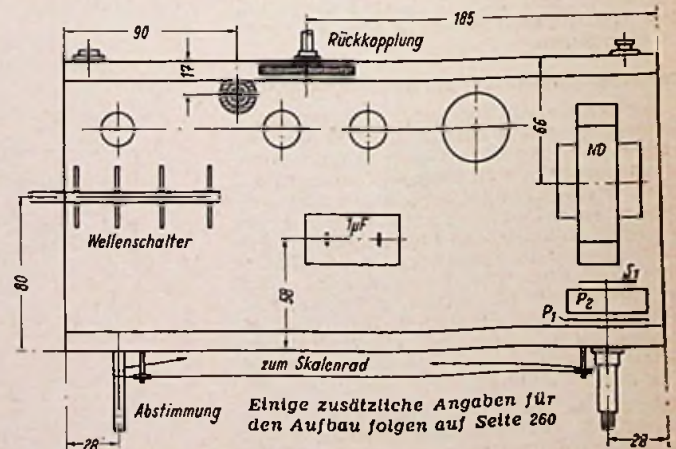 90
185
Rückkopplung
17
66
ND
1µF
Wellenschalter
80
58
S1
P2
P1
zum Skalenrad
Abstimmung
Einige zusätzliche Angaben für
den Aufbau folgen auf Seite 260
28
28